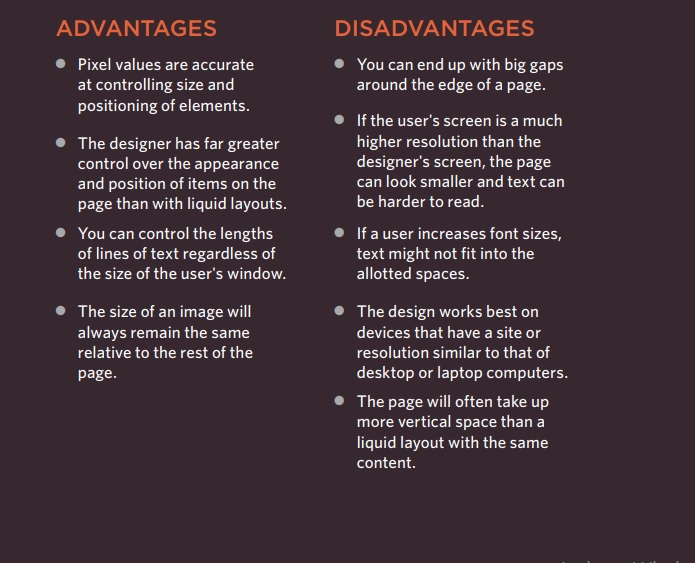 ADVANTAGES
Pixel values are accurate
at controlling size and
positioning of elements.
The designer has far greater
control over the appearance
and position of items on the
page than with liquid layouts.
You can control the lengths
of lines of text regardless of
the size of the user's window.
The size of an image will
always remain the same
relative to the rest of the
page.
DISADVANTAGES
You can end up with big gaps
around the edge of a page.
If the user's screen is a much
higher resolution than the
designer's screen, the page
can look smaller and text can
be harder to read.
If a user increases font sizes,
text might not fit into the
allotted spaces.
The design works best on
devices that have a site or
resolution similar to that of
desktop or laptop computers.
The page will often take up
more vertical space than a
liquid layout with the same
content.